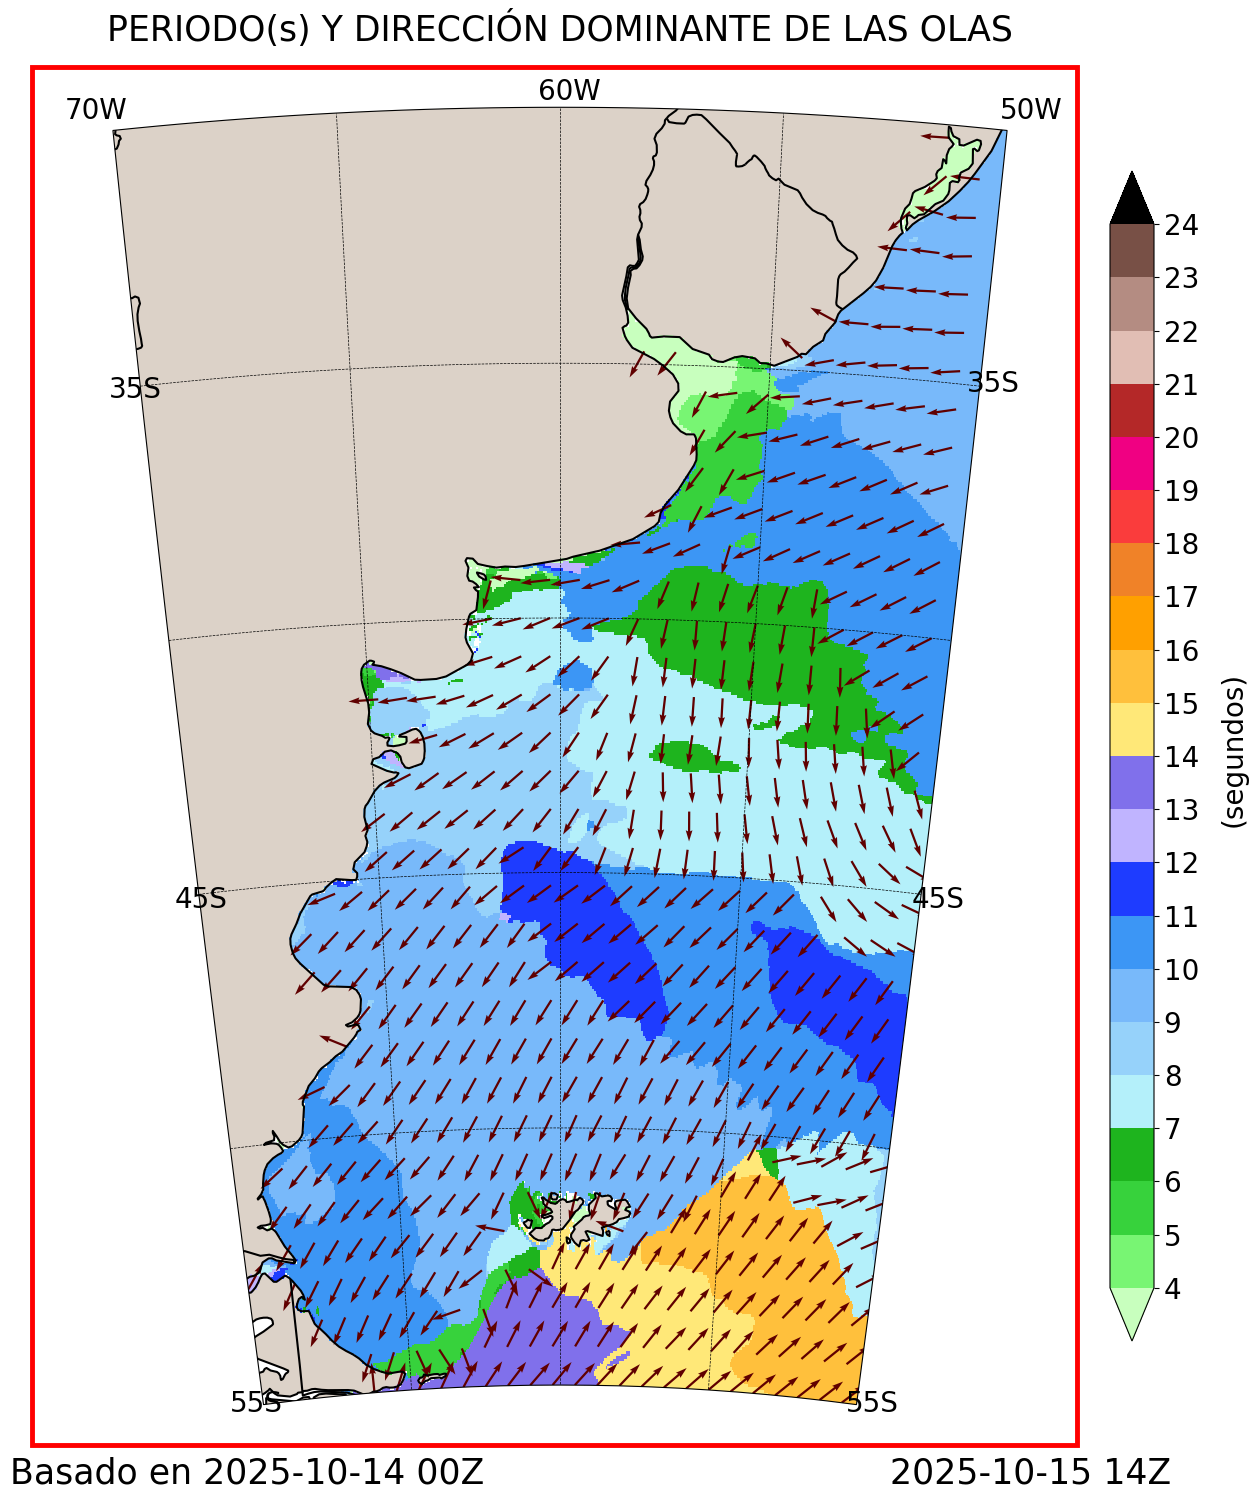 PERIODO(s) Y DIRECCIÓN DOMINANTE DE LAS OLAS
70W
60W
50W
35S
35S
45S
45S
55S
55S
24
23
22
21
20
19
18
17
16
15
14
13
12
11
10
9
8
7
6
5
4
(segundos)
Basado en 2025-10-14 00Z
2025-10-15 14Z